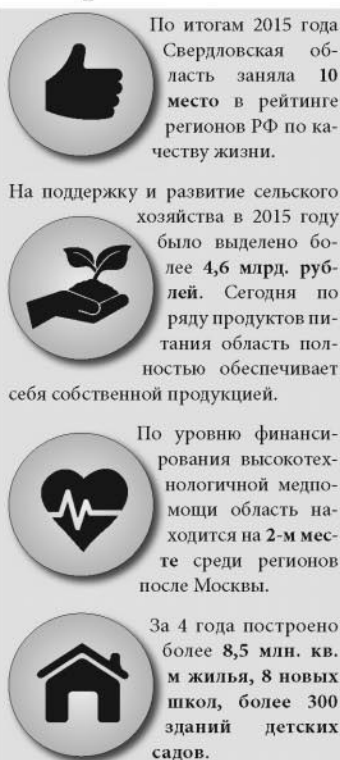 По итогам 2015 года
Свердловская об-
ласть заняла 10
место в рейтинге
регионов РФ по ка-
честву жизни.
На поддержку и развитие сельского
хозяйства в 2015 году
было выделено бо-
лее 4,6 млрд. руб-
лей. Сегодня по
ряду продуктов пи-
тания область пол-
ностью обеспечивает
себя собственной продукцией.
По уровню финанси-
рования высокотех-
нологичной медпо-
мощи область на-
ходится на 2-м мес-
те среди регионов
после Москвы.
За 4 года построено
более 8,5 млн. кв.
м жилья, 8 новых
школ, более 300
зданий детских
садов.